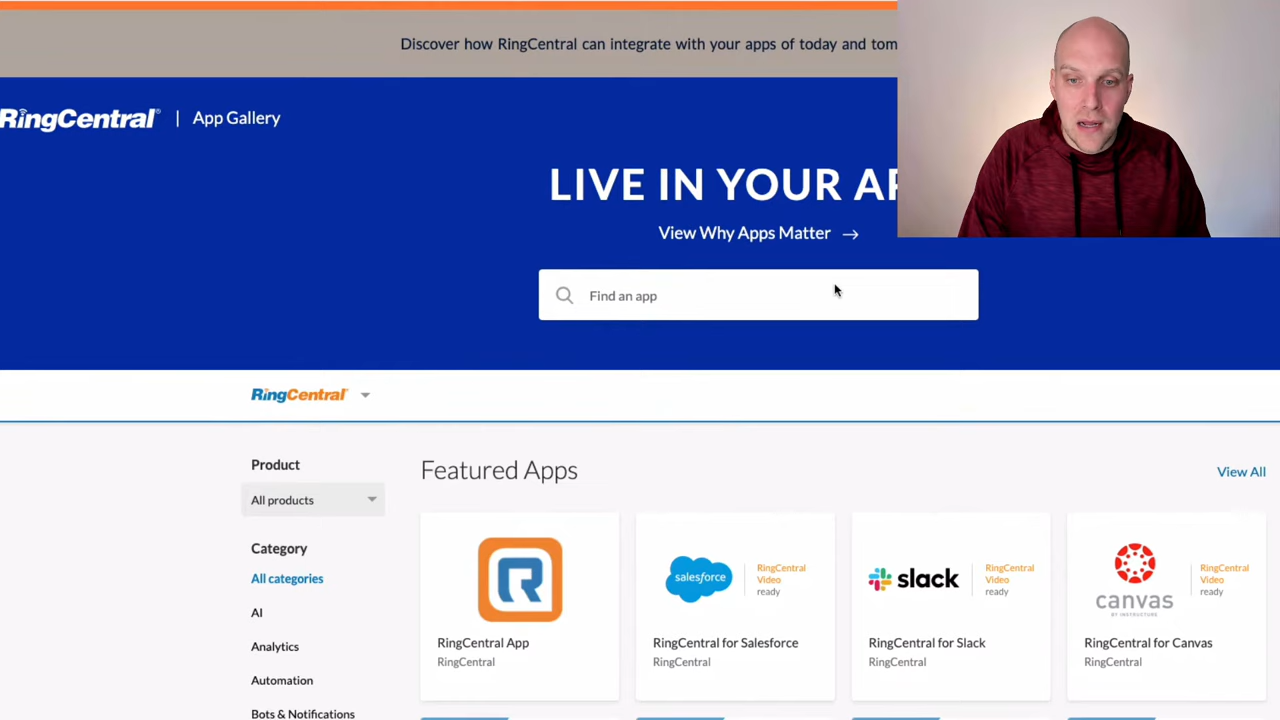 Discover how RingCentral can integrate with your apps of today and tom
RingCentral | App Gallery
LIVE IN YOUR AP
View Why Apps Matter →
Find an app
RingCentral
Product
All products
Category
All categories
AI
Analytics
Automation
Bots & Notifications
Featured Apps
View All
RingCentral App
RingCentral
salesforce
RingCentral
Video
ready
RingCentral for Salesforce
RingCentral
slack
RingCentral
Video
ready
RingCentral for Slack
RingCentral
canvas
BY INSTRUCTURE
RingCentral
Video
ready
RingCentral for Canvas
RingCentral